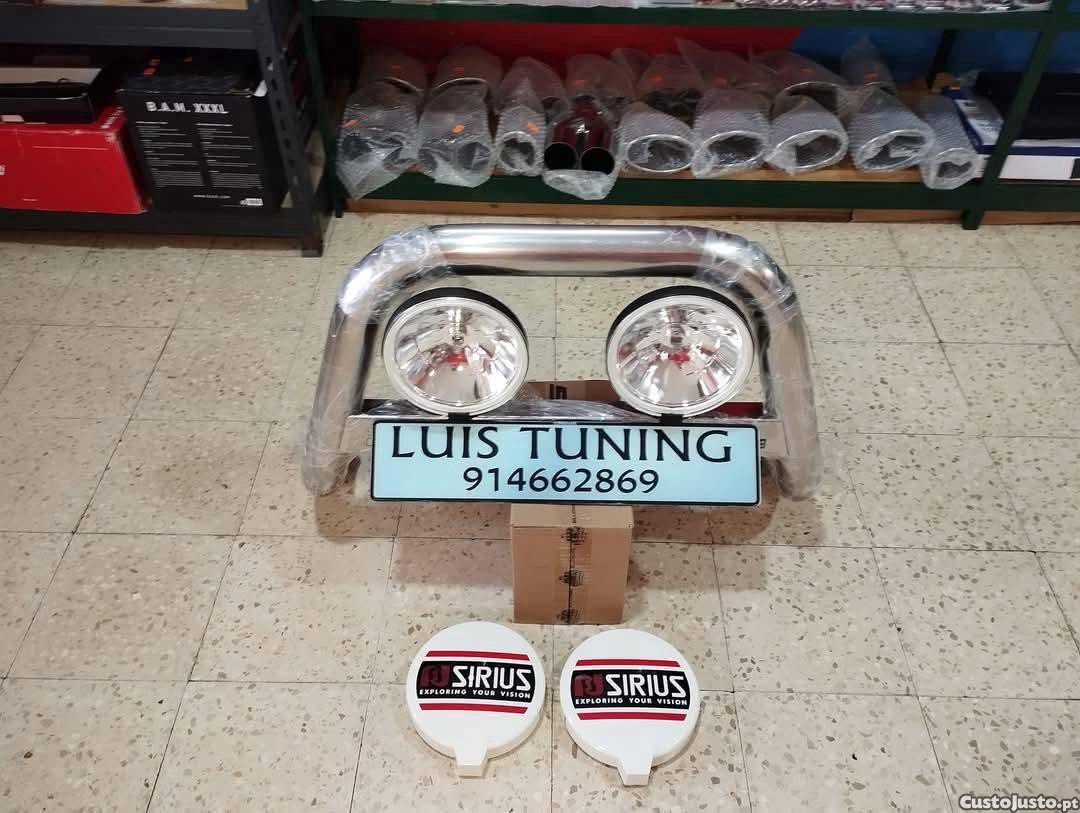 B.A.M. XXXL
LUIS TUNING
914662869
SIRIUS
EXPLORING YOUR VISION
SIRIUS
EXPLORING YOUR VISION
CustoJusto.pt